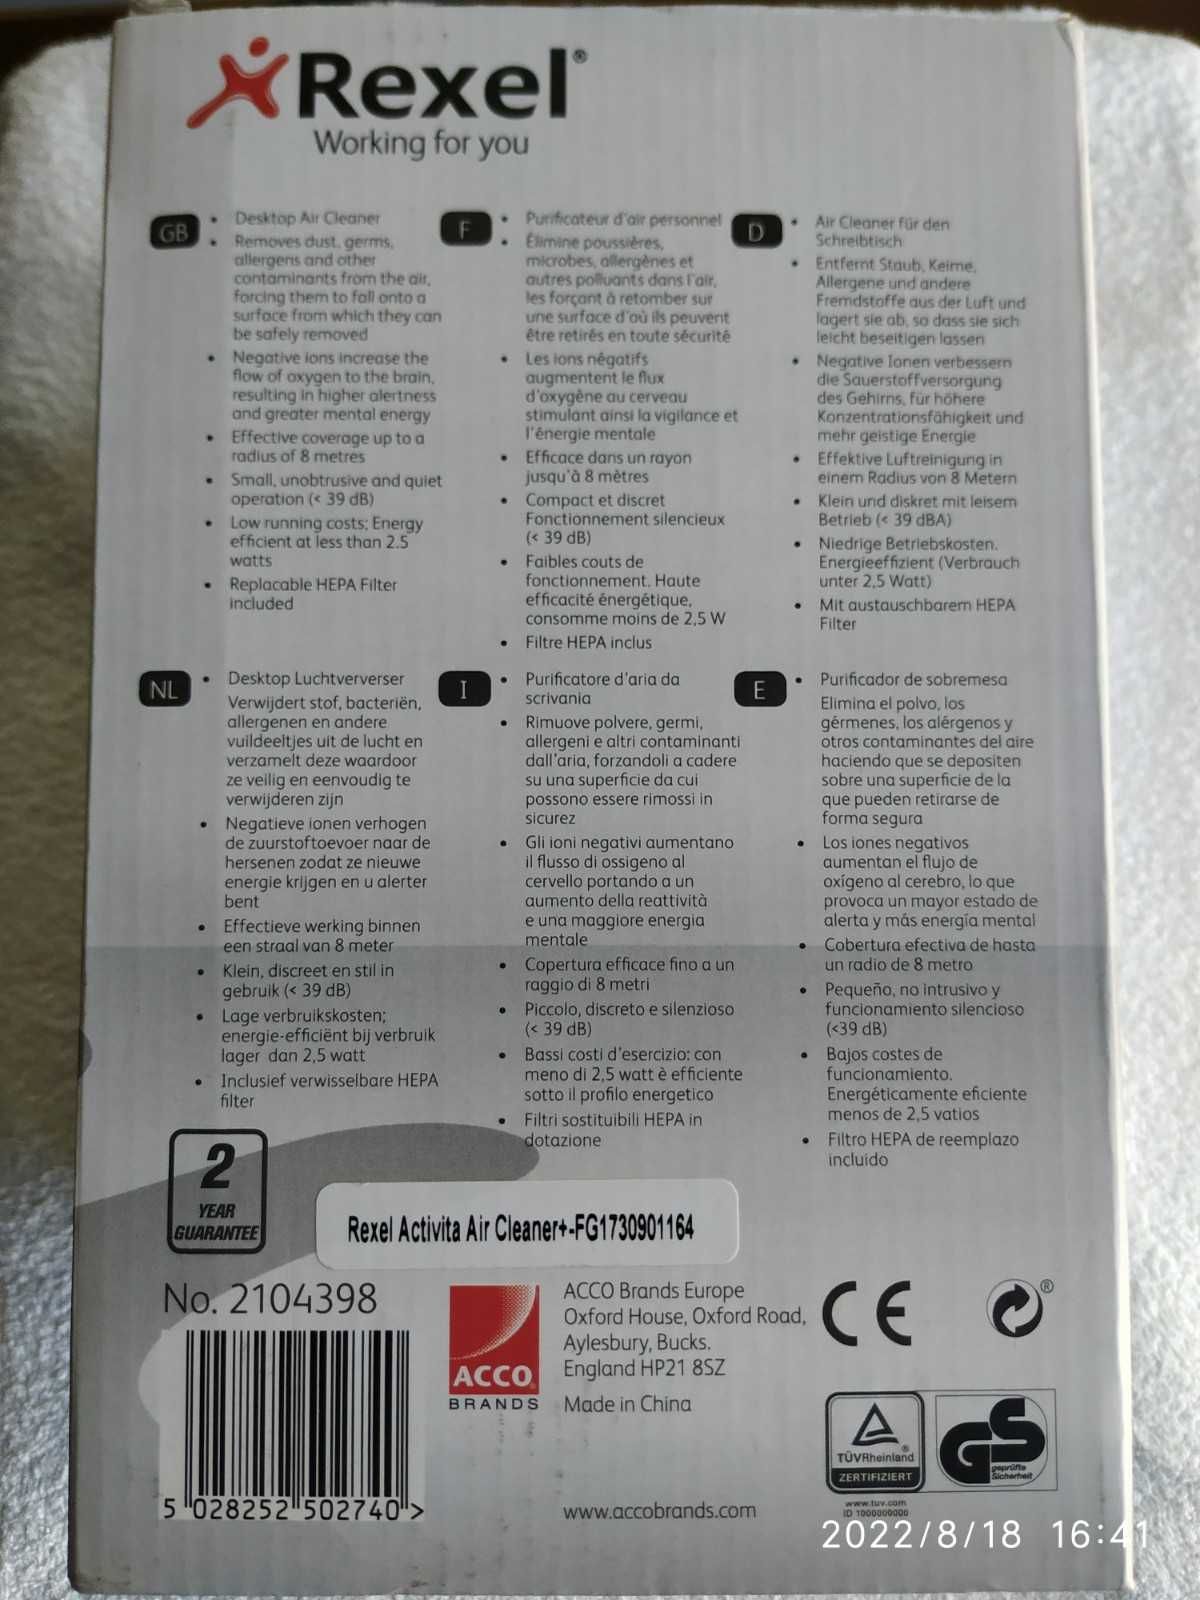 Rexel®
Working for you
GB
• Desktop Air Cleaner
• Removes dust, germs,
allergens and other
contaminants from the air,
forcing them to fall onto a
surface from which they can
be safely removed
• Negative ions increase the
flow of oxygen to the brain,
resulting in higher alertness
and greater mental energy
• Effective coverage up to a
radius of 8 metres
• Small, unobtrusive and quiet
operation (< 39 dB)
• Low running costs; Energy
efficient at less than 2.5
watts
• Replacable HEPA Filter
included
F
• Purificateur d'air personnel
• Élimine poussières,
microbes, allergènes et
autres polluants dans l'air,
les forçant à retomber sur
une surface d'où ils peuvent
être retirés en toute sécurité
• Les ions négatifs
augmentent le flux
d'oxygène au cerveau
stimulant ainsi la vigilance et
l'énergie mentale
• Efficace dans un rayon
jusqu'à 8 mètres
• Compact et discret
Fonctionnement silencieux
(< 39 dB)
• Faibles couts de
fonctionnement. Haute
efficacité énergétique,
consomme moins de 2,5 W
• Filtre HEPA inclus
D
• Air Cleaner für den
Schreibtisch
• Entfernt Staub, Keime,
Allergene und andere
Fremdstoffe aus der Luft und
lagert sie ab, so dass sie sich
leicht beseitigen lassen
• Negative Ionen verbessern
die Sauerstoffversorgung
des Gehirns, für höhere
Konzentrationsfähigkeit und
mehr geistige Energie
• Effektive Luftreinigung in
einem Radius von 8 Metern
• Klein und diskret mit leisem
Betrieb (< 39 dBA)
• Niedrige Betriebskosten.
Energieeffizient (Verbrauch
unter 2,5 Watt)
• Mit austauschbarem HEPA
Filter
NL
• Desktop Luchtververser
Verwijdert stof, bacteriën,
allergenen en andere
vuildeeltjes uit de lucht en
verzamelt deze waardoor
ze veilig en eenvoudig te
verwijderen zijn
• Negatieve ionen verhogen
de zuurstoftoevoer naar de
hersenen zodat ze nieuwe
energie krijgen en u alerter
bent
• Effectieve werking binnen
een straal van 8 meter
• Klein, discreet en stil in
gebruik (< 39 dB)
• Lage verbruikskosten;
energie-efficiënt bij verbruik
lager dan 2,5 watt
• Inclusief verwisselbare HEPA
filter
I
• Purificatore d'aria da
scrivania
• Rimuove polvere, germi,
allergeni e altri contaminanti
dall'aria, forzandoli a cadere
su una superficie da cui
possono essere rimossi in
sicurez
• Gli ioni negativi aumentano
il flusso di ossigeno al
cervello portando a un
aumento della reattività
e una maggiore energia
mentale
• Copertura efficace fino a un
raggio di 8 metri
• Piccolo, discreto e silenzioso
(< 39 dB)
• Bassi costi d'esercizio: con
meno di 2,5 watt è efficiente
sotto il profilo energetico
• Filtri sostituibili HEPA in
dotazione
E
• Purificador de sobremesa
Elimina el polvo, los
gérmenes, los alérgenos y
otros contaminantes del aire
haciendo que se depositen
sobre una superficie de la
que pueden retirarse de
forma segura
• Los iones negativos
aumentan el flujo de
oxígeno al cerebro, lo que
provoca un mayor estado de
alerta y más energía mental
• Cobertura efectiva de hasta
un radio de 8 metro
• Pequeño, no intrusivo y
funcionamiento silencioso
(<39 dB)
• Bajos costes de
funcionamiento.
Energéticamente eficiente
menos de 2,5 vatios
• Filtro HEPA de reemplazo
incluido
2
YEAR
GUARANTEE
Rexel Activita Air Cleaner+-FG1730901164
No. 2104398
5 028252 502740 >
ACCO
BRANDS
ACCO Brands Europe
Oxford House, Oxford Road,
Aylesbury, Bucks.
England HP21 8SZ
Made in China
www.accobrands.com
CE
®
TÜVRheinland®
ZERTIFIZIERT
www.tuv.com
ID 1000000000
GS
geprüfte
Sicherheit
2022/8/18 16:41